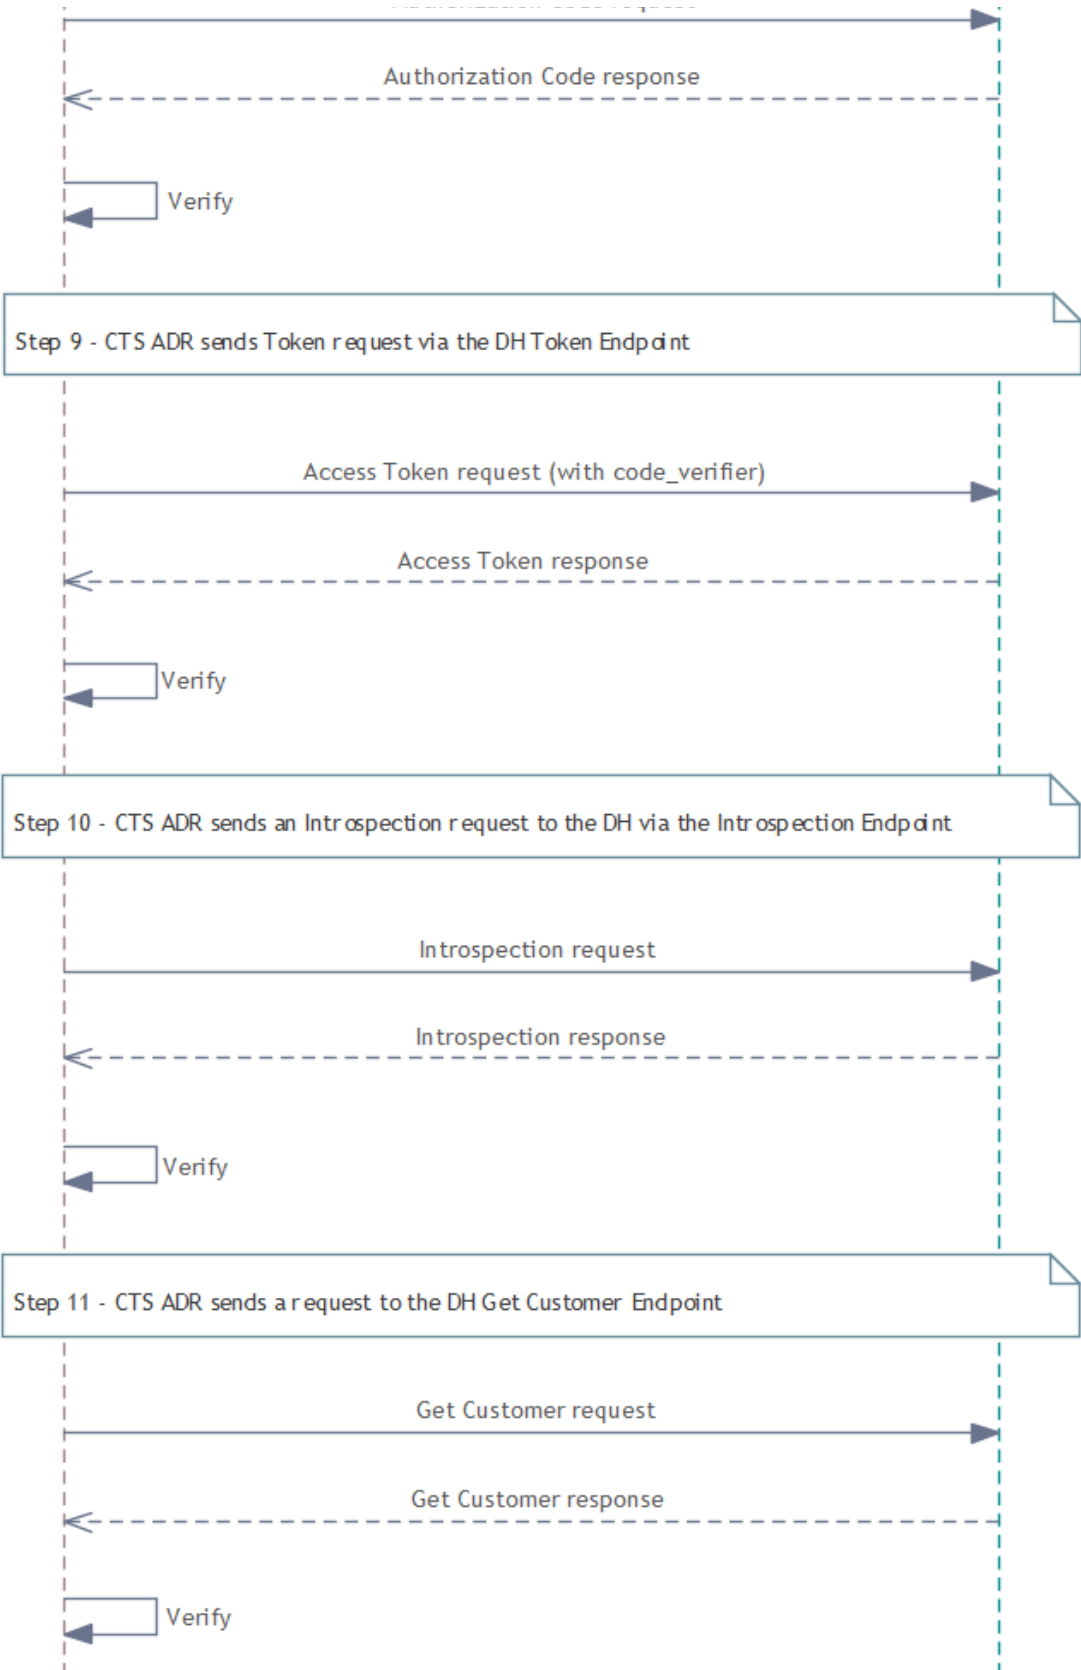 Authorization Code response
Verify
Step 9 - CTS ADR sends Token request via the DH Token Endpoint
Access Token request (with code_verifier)
Access Token response
Verify
Step 10 - CTS ADR sends an Introspection request to the DH via the Introspection Endpoint
Introspection request
Introspection response
Verify
Step 11 - CTS ADR sends a request to the DH Get Customer Endpoint
Get Customer request
Get Customer response
Verify